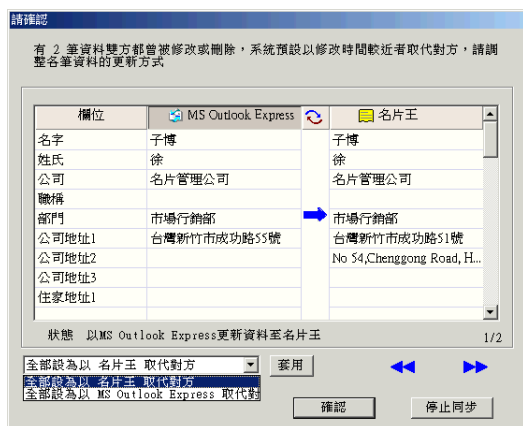 請確認
有 2 筆資料雙方都曾被修改或刪除，系統預設以修改時間較近者取代對方，請調
整各筆資料的更新方式
欄位 MS Outlook Express 名片王
名字 子博 子博
姓氏 徐 徐
公司 名片管理公司 名片管理公司
職稱
部門 市場行銷部 市場行銷部
公司地址1 台灣新竹市成功路55號 台灣新竹市成功路51號
公司地址2 No 54,Chenggong Road, H...
公司地址3
住家地址1
狀態 以MS Outlook Express更新資料至名片王 1/2
全部設為以 名片王 取代對方 套用
全部設為以 名片王 取代對方
全部設為以 MS Outlook Express 取代對
確認 停止同步